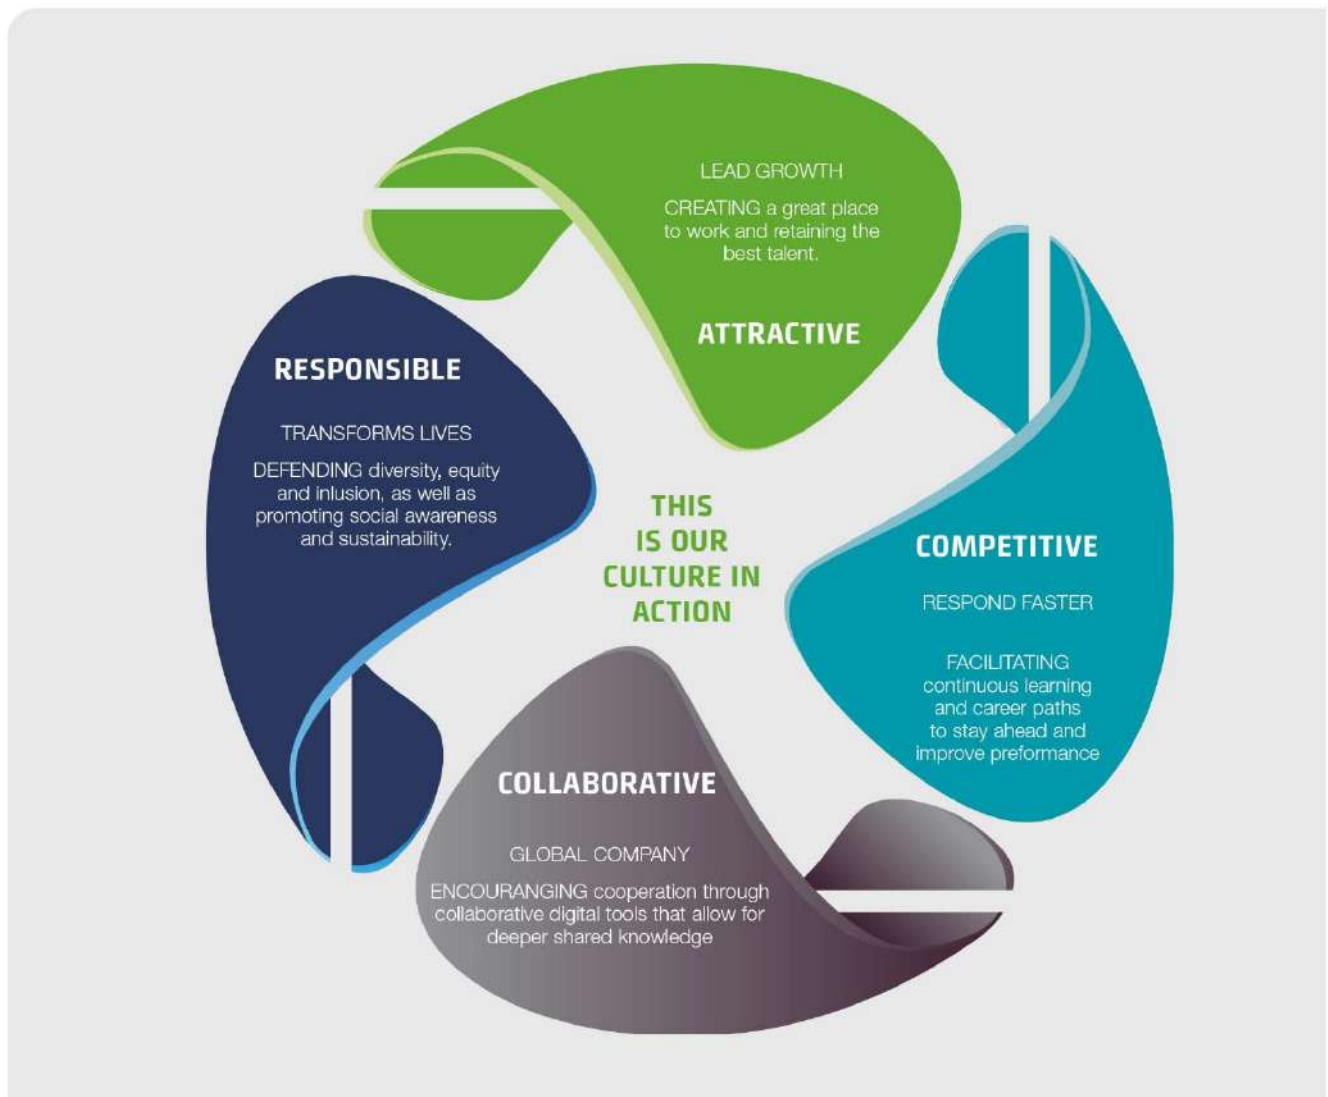 LEAD GROWTH
CREATING a great place
to work and retaining the
best talent.
ATTRACTIVE
RESPONSIBLE
TRANSFORMS LIVES
DEFENDING diversity, equity
and inlusion, as well as
promoting social awareness
and sustainability.
THIS
IS OUR
CULTURE IN
ACTION
COMPETITIVE
RESPOND FASTER
FACILITATING
continuous learning
and career paths
to stay ahead and
improve preformance
COLLABORATIVE
GLOBAL COMPANY
ENCOURANGING cooperation through
collaborative digital tools that allow for
deeper shared knowledge